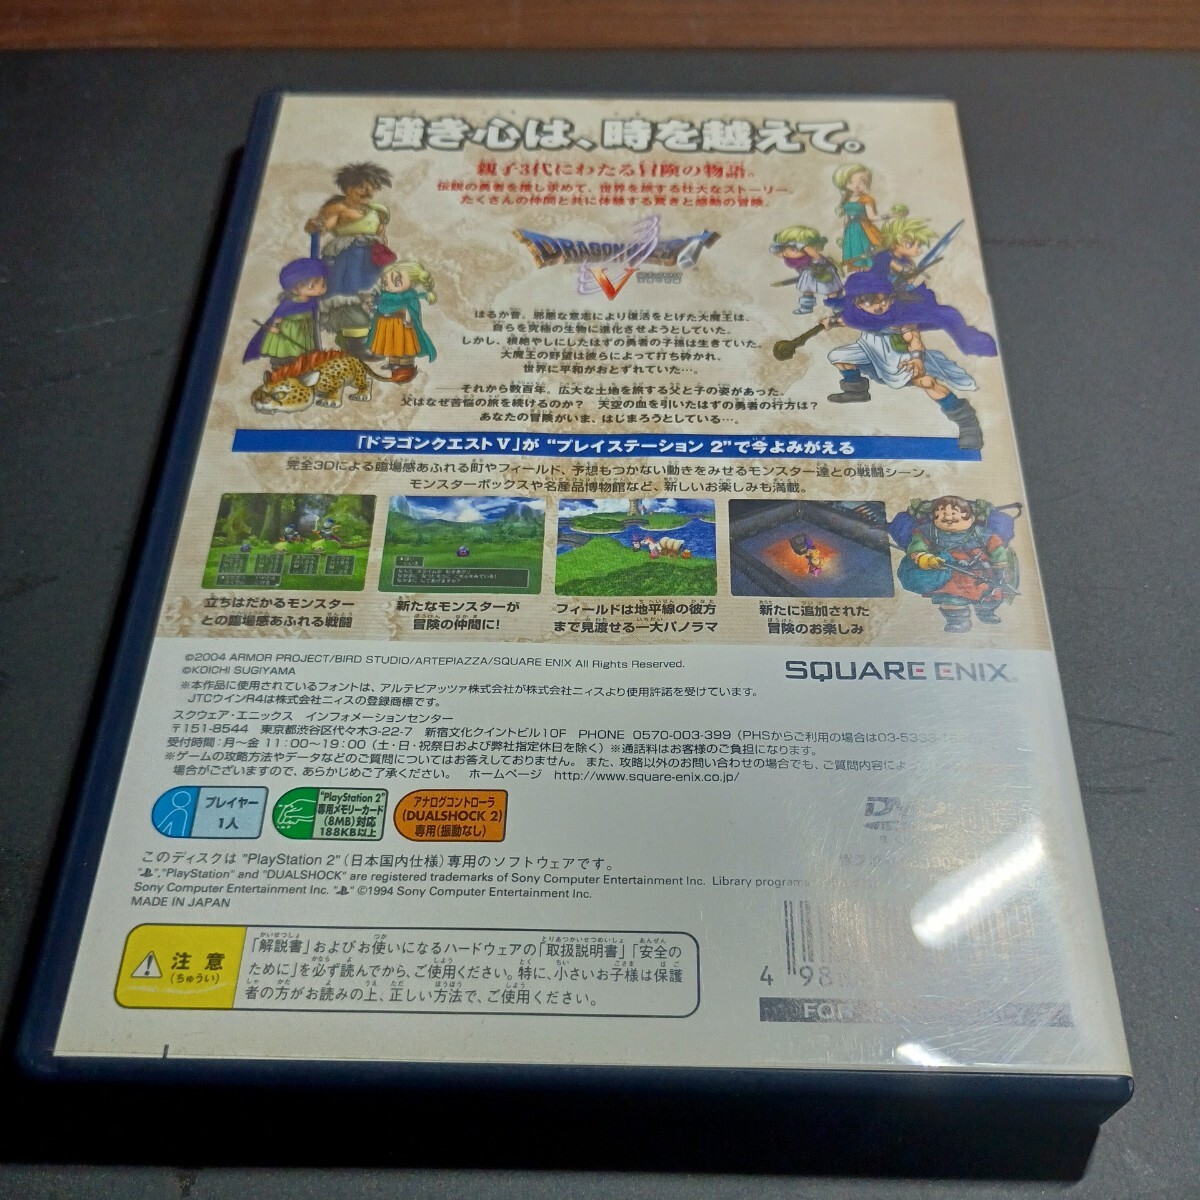 強き心は、時を越えて。
親子3代にわたる冒険の物語。
伝説の勇者を捜し求めて、世界を旅する壮大なストーリー。
たくさんの仲間と共に体験する驚きと感動の冒険。
DRAGON QUEST
V
はるか昔。邪悪な意志により復活をとげた大魔王は、
自らを究極の生物に進化させようとしていた。
しかし、根絶やしにしたはずの勇者の子孫は生きていた。
大魔王の野望は彼らによって打ち砕かれ、
世界に平和がおとずれていた…。
――それから数百年。広大な土地を旅する父と子の姿があった。
父はなぜ苦悩の旅を続けるのか? 天空の血を引いたはずの勇者の行方は?
あなたの冒険がいま、はじまろうとしている…。
「ドラゴンクエストV」が“プレイステーション 2”で今よみがえる
完全3Dによる臨場感あふれる町やフィールド、予想もつかない動きをみせるモンスター達との戦闘シーン。
モンスターボックスや名産品博物館など、新しいお楽しみも満載。
立ちはだかるモンスター
との臨場感あふれる戦闘
新たなモンスターが
冒険の仲間に!
フィールドは地平線の彼方
まで見渡せる一大パノラマ
新たに追加された
冒険のお楽しみ
©2004 ARMOR PROJECT/BIRD STUDIO/ARTEPIAZZA/SQUARE ENIX All Rights Reserved.
©KOICHI SUGIYAMA
SQUARE ENIX
※本作品に使用されているフォントは、アルテピアッツァ株式会社が株式会社ニィスより使用許諾を受けています。
JTCウインR4は株式会社ニィスの登録商標です。
スクウェア・エニックス インフォメーションセンター
〒151-8544 東京都渋谷区代々木3-22-7 新宿文化クイントビル10F PHONE 0570-003-399 (PHSからご利用の場合は03-5333-
受付時間:月〜金 11:00〜19:00(土・日・祝祭日および弊社指定休日を除く)※通話料はお客様のご負担になります。
※ゲームの攻略方法やデータなどのご質問についてはお答えしておりません。また、攻略以外のお問い合わせの場合でも、ご質問内容によ
場合がございますので、あらかじめご了承ください。 ホームページ http://www.square-enix.co.jp/
プレイヤー
1人
"PlayStation 2"
専用メモリーカード
(8MB)対応
188KB以上
アナログコントローラ
(DUALSHOCK 2)
専用(振動なし)
このディスクは "PlayStation 2"(日本国内仕様)専用のソフトウェアです。
"PS","PlayStation" and "DUALSHOCK" are registered trademarks of Sony Computer Entertainment Inc. Library programs
Sony Computer Entertainment Inc. "PS" ©1994 Sony Computer Entertainment Inc.
MADE IN JAPAN
注意
(ちゅうい)
「解説書」およびお使いになるハードウェアの「取扱説明書」「安全の
ために」を必ず読んでから、ご使用ください。特に、小さいお子様は保護
者の方がお読みの上、正しい方法で、ご使用ください。
4 98
FOR